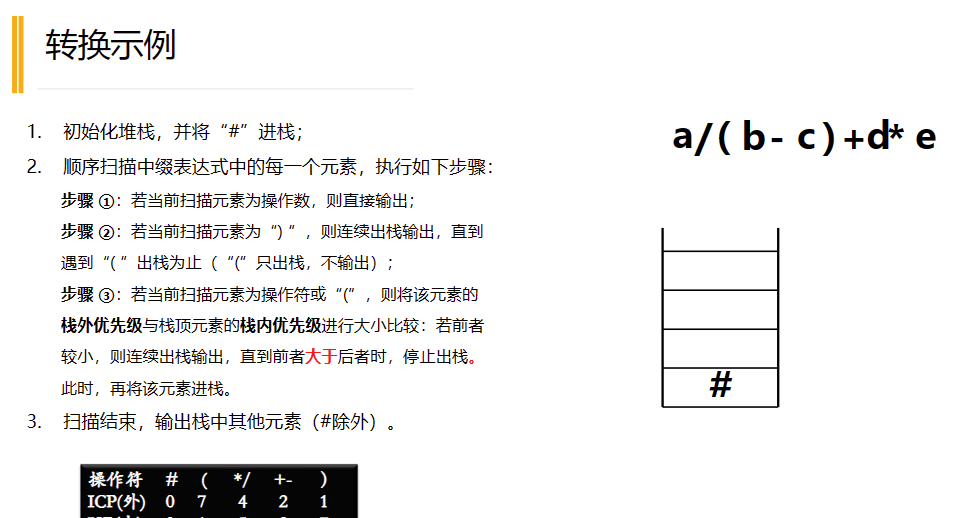 转换示例
1. 初始化堆栈，并将“#”进栈；
2. 顺序扫描中缀表达式中的每一个元素，执行如下步骤：
步骤 ①：若当前扫描元素为操作数，则直接输出；
步骤 ②：若当前扫描元素为“) ”，则连续出栈输出，直到
遇到“( ”出栈为止（“(”只出栈，不输出）；
步骤 ③：若当前扫描元素为操作符或“(”，则将该元素的
栈外优先级与栈顶元素的栈内优先级进行大小比较：若前者
较小，则连续出栈输出，直到前者大于后者时，停止出栈。
此时，再将该元素进栈。
3. 扫描结束，输出栈中其他元素（#除外）。
操作符 # ( */ +- )
ICP(外) 0 7 4 2 1
a/( b- c)+d* e
#